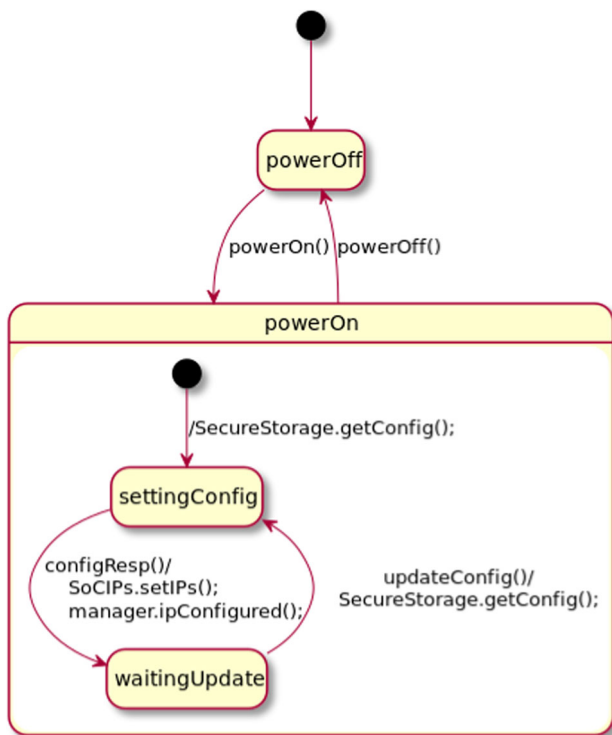 powerOff
powerOn() powerOff()
powerOn
/SecureStorage.getConfig();
settingConfig
configResp()/
SoCIPs.setIPs();
manager.ipConfigured();
updateConfig()/
SecureStorage.getConfig();
waitingUpdate